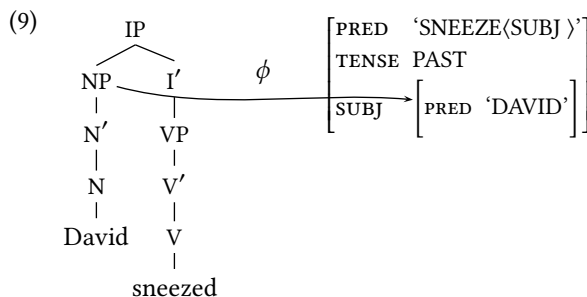 (9)
IP
NP I′
N′ VP
N V′
David V
sneezed
ϕ
PRED ‘SNEEZE⟨SUBJ⟩’
TENSE PAST
SUBJ [PRED ‘DAVID’]